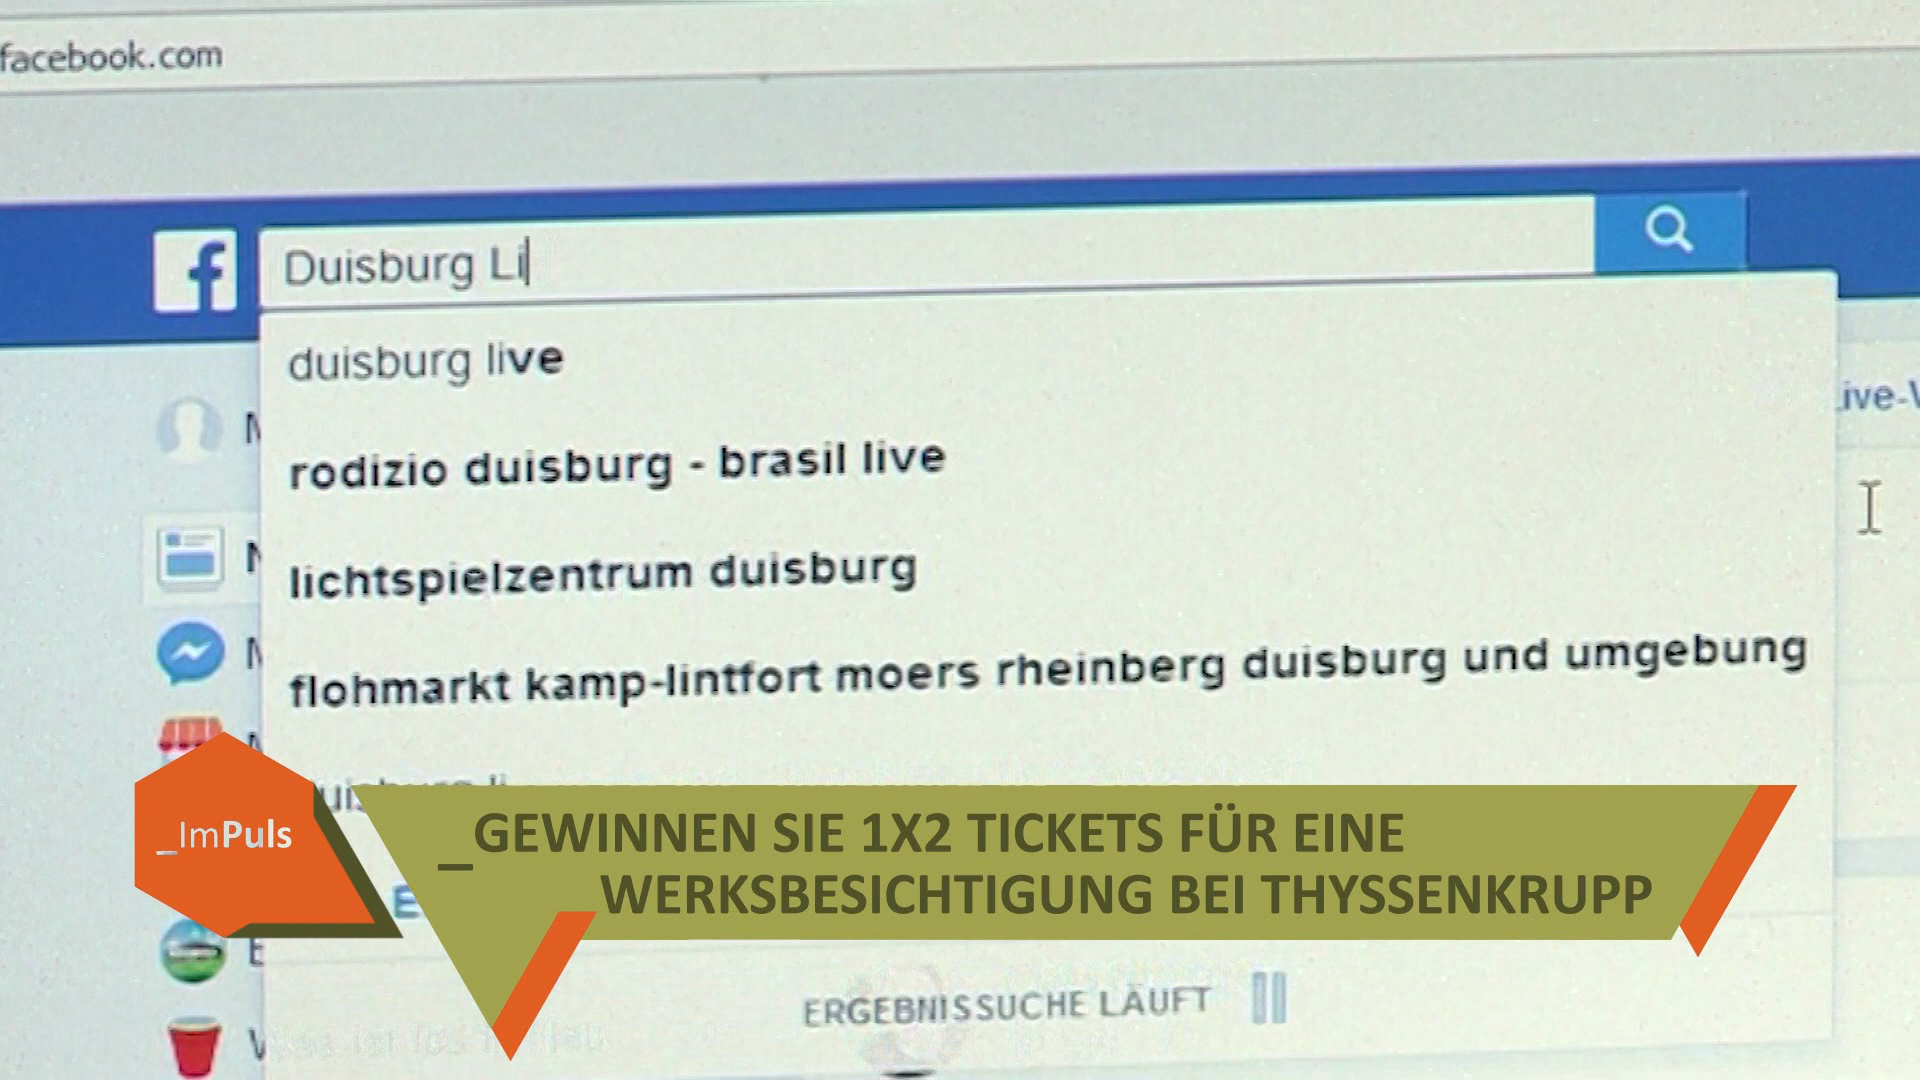 facebook.com
Duisburg Li
duisburg live
rodizio duisburg - brasil live
lichtspielzentrum duisburg
flohmarkt kamp-lintfort moers rheinberg duisburg und umgebung
_ImPuls
_GEWINNEN SIE 1X2 TICKETS FÜR EINE
WERKSBESICHTIGUNG BEI THYSSENKRUPP
ERGEBNISSUCHE LÄUFT